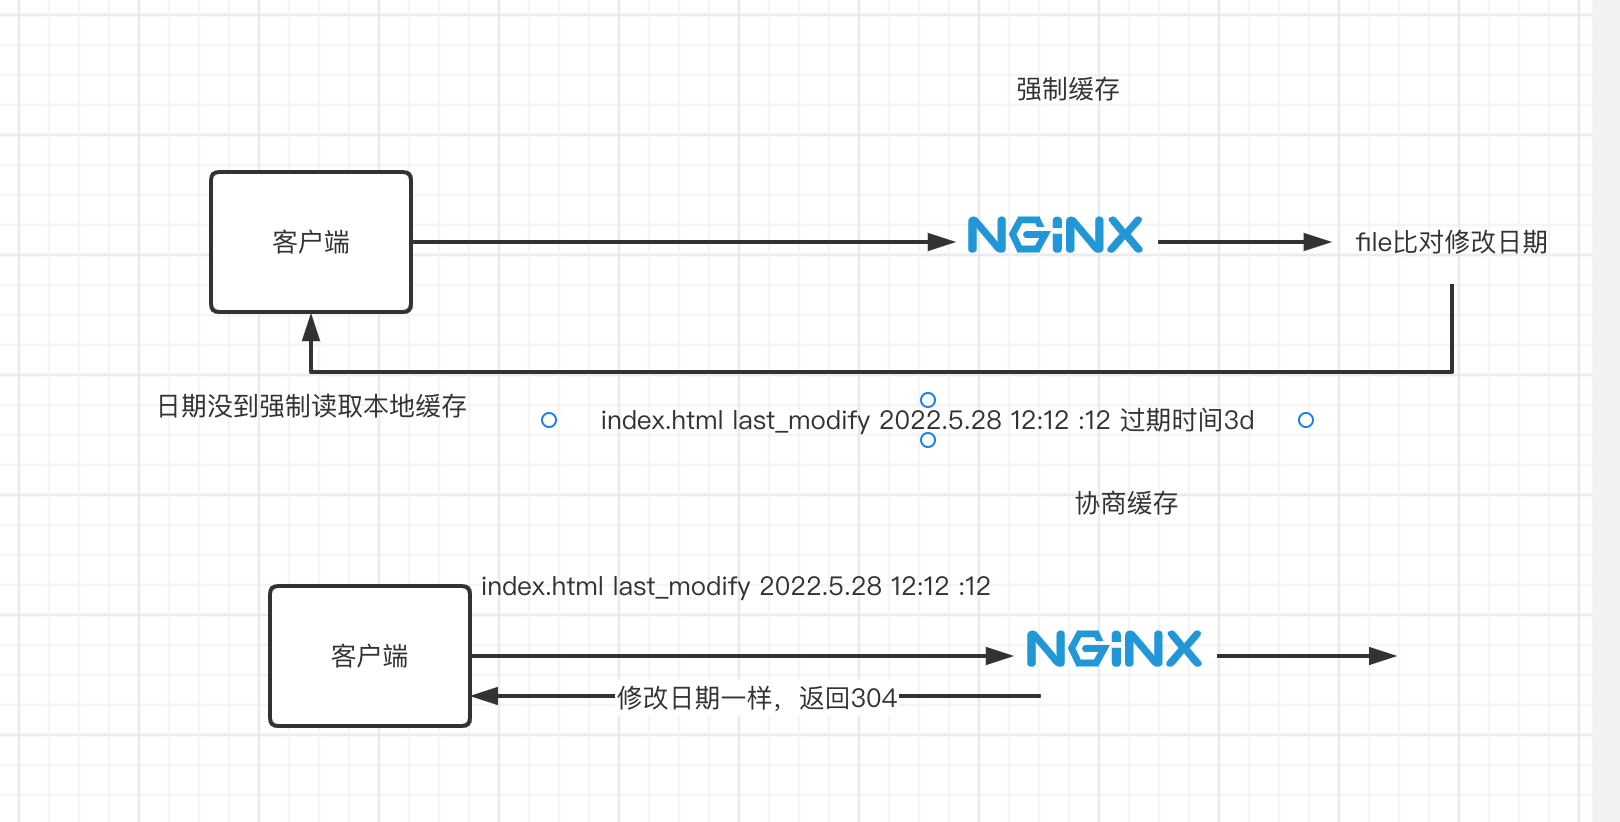 强制缓存
客户端
NGiNX
file比对修改日期
日期没到强制读取本地缓存
index.html last_modify 2022.5.28 12:12 :12 过期时间3d
协商缓存
index.html last_modify 2022.5.28 12:12 :12
客户端
NGiNX
修改日期一样，返回304